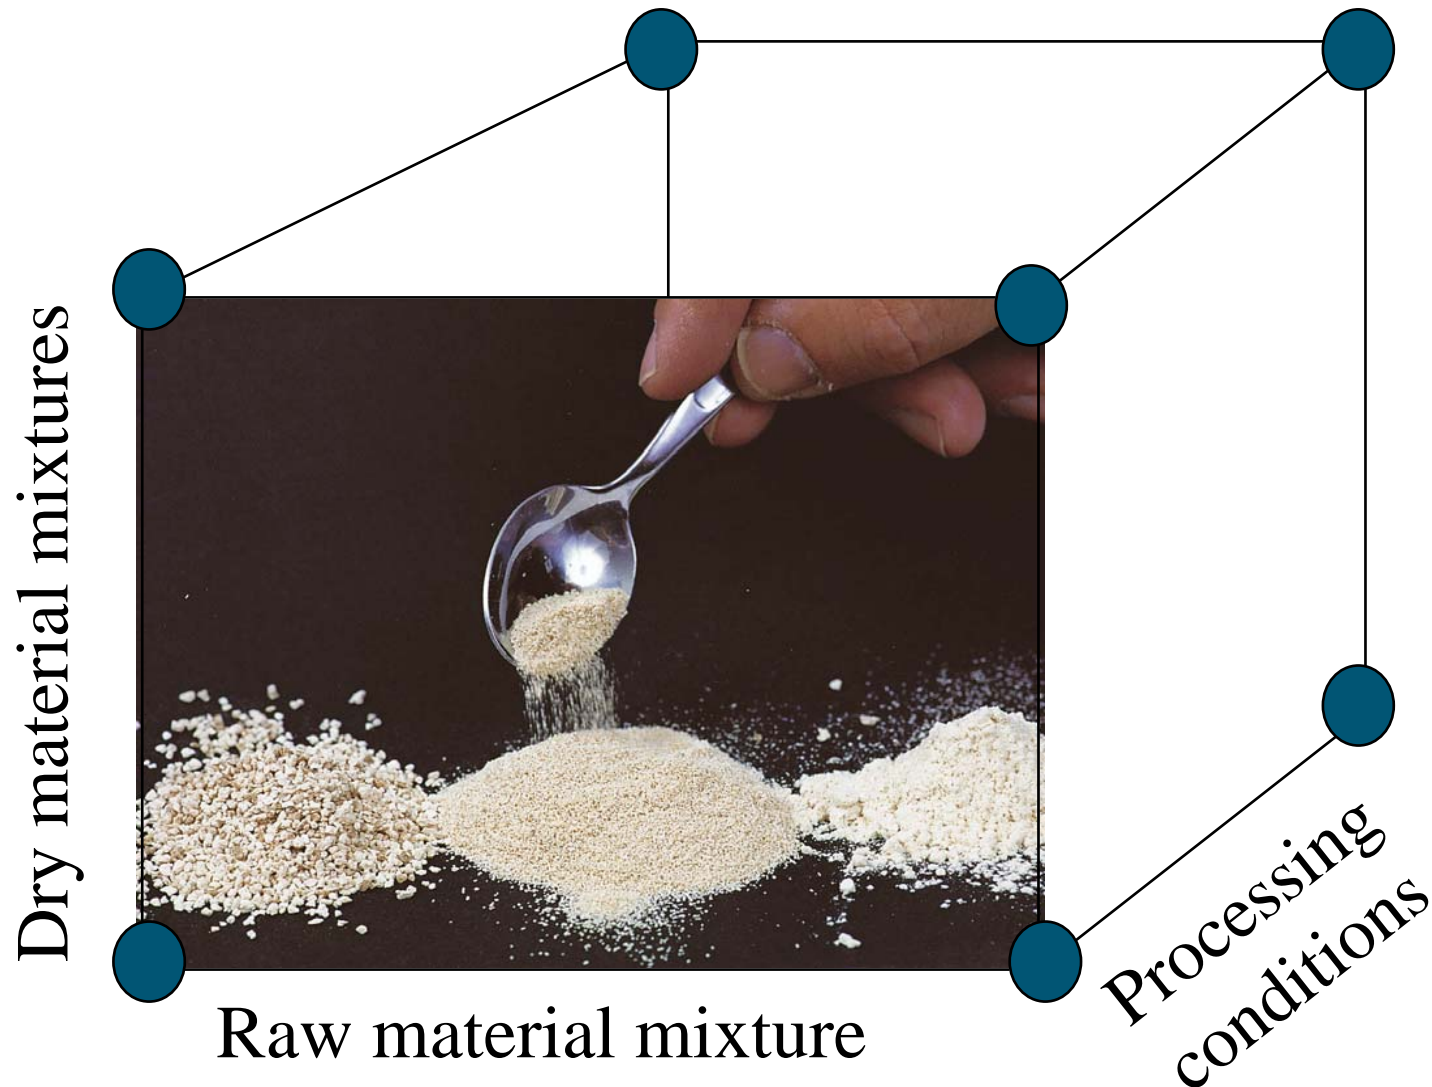 Dry material mixtures
Raw material mixture
Processing
conditions